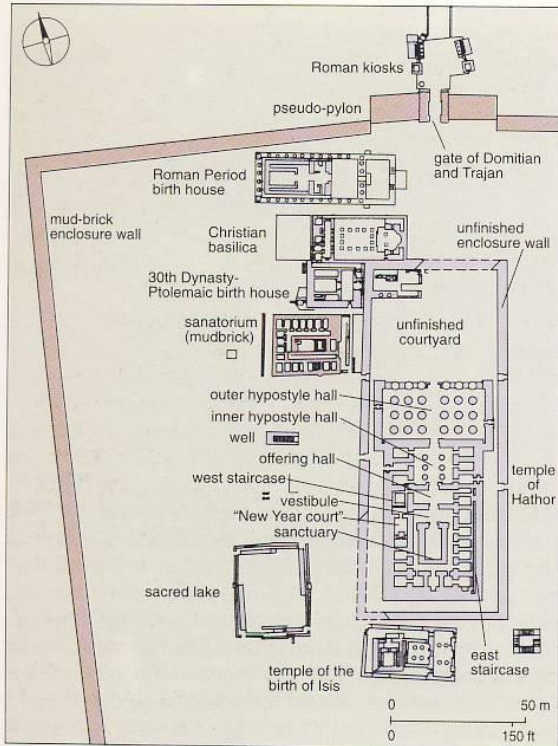 Roman kiosks
pseudo-pylon
gate of Domitian
and Trajan
Roman Period
birth house
mud-brick
enclosure wall
Christian
basilica
unfinished
enclosure wall
30th Dynasty-
Ptolemaic birth house
sanatorium
(mudbrick)
unfinished
courtyard
outer hypostyle hall
inner hypostyle hall
well
offering hall
west staircase
temple
of
Hathor
vestibule
"New Year court"
sanctuary
sacred lake
temple of the
birth of Isis
east
staircase
0 50 m
0 150 ft